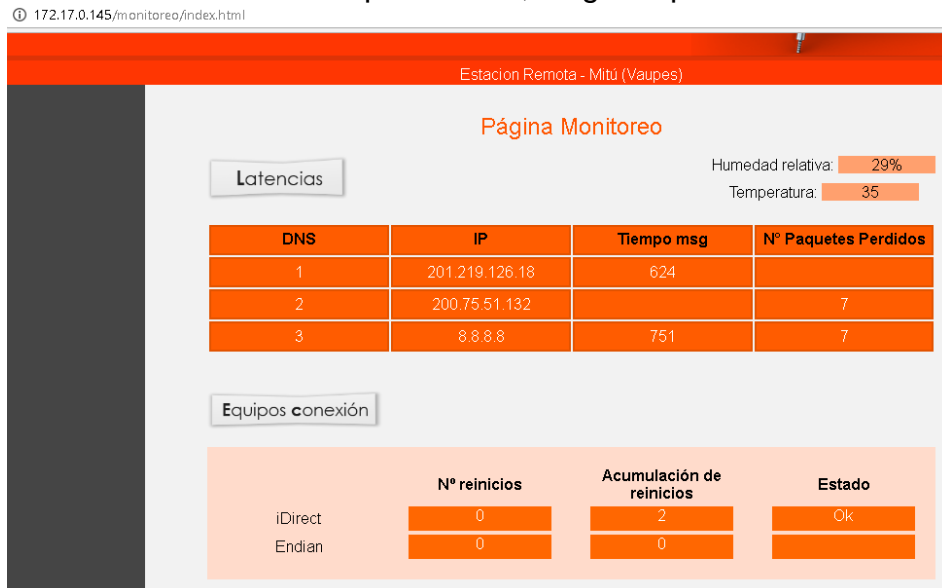 172.17.0.145/monitoreo/index.html
Estacion Remota - Mitú (Vaupes)
Página Monitoreo
Latencias
Humedad relativa: 29%
Temperatura: 35
DNS IP Tiempo msg N° Paquetes Perdidos
1 201.219.126.18 624
2 200.75.51.132 7
3 8.8.8.8 751 7
Equipos conexión
Nº reinicios Acumulación de reinicios Estado
iDirect 0 2 Ok
Endian 0 0